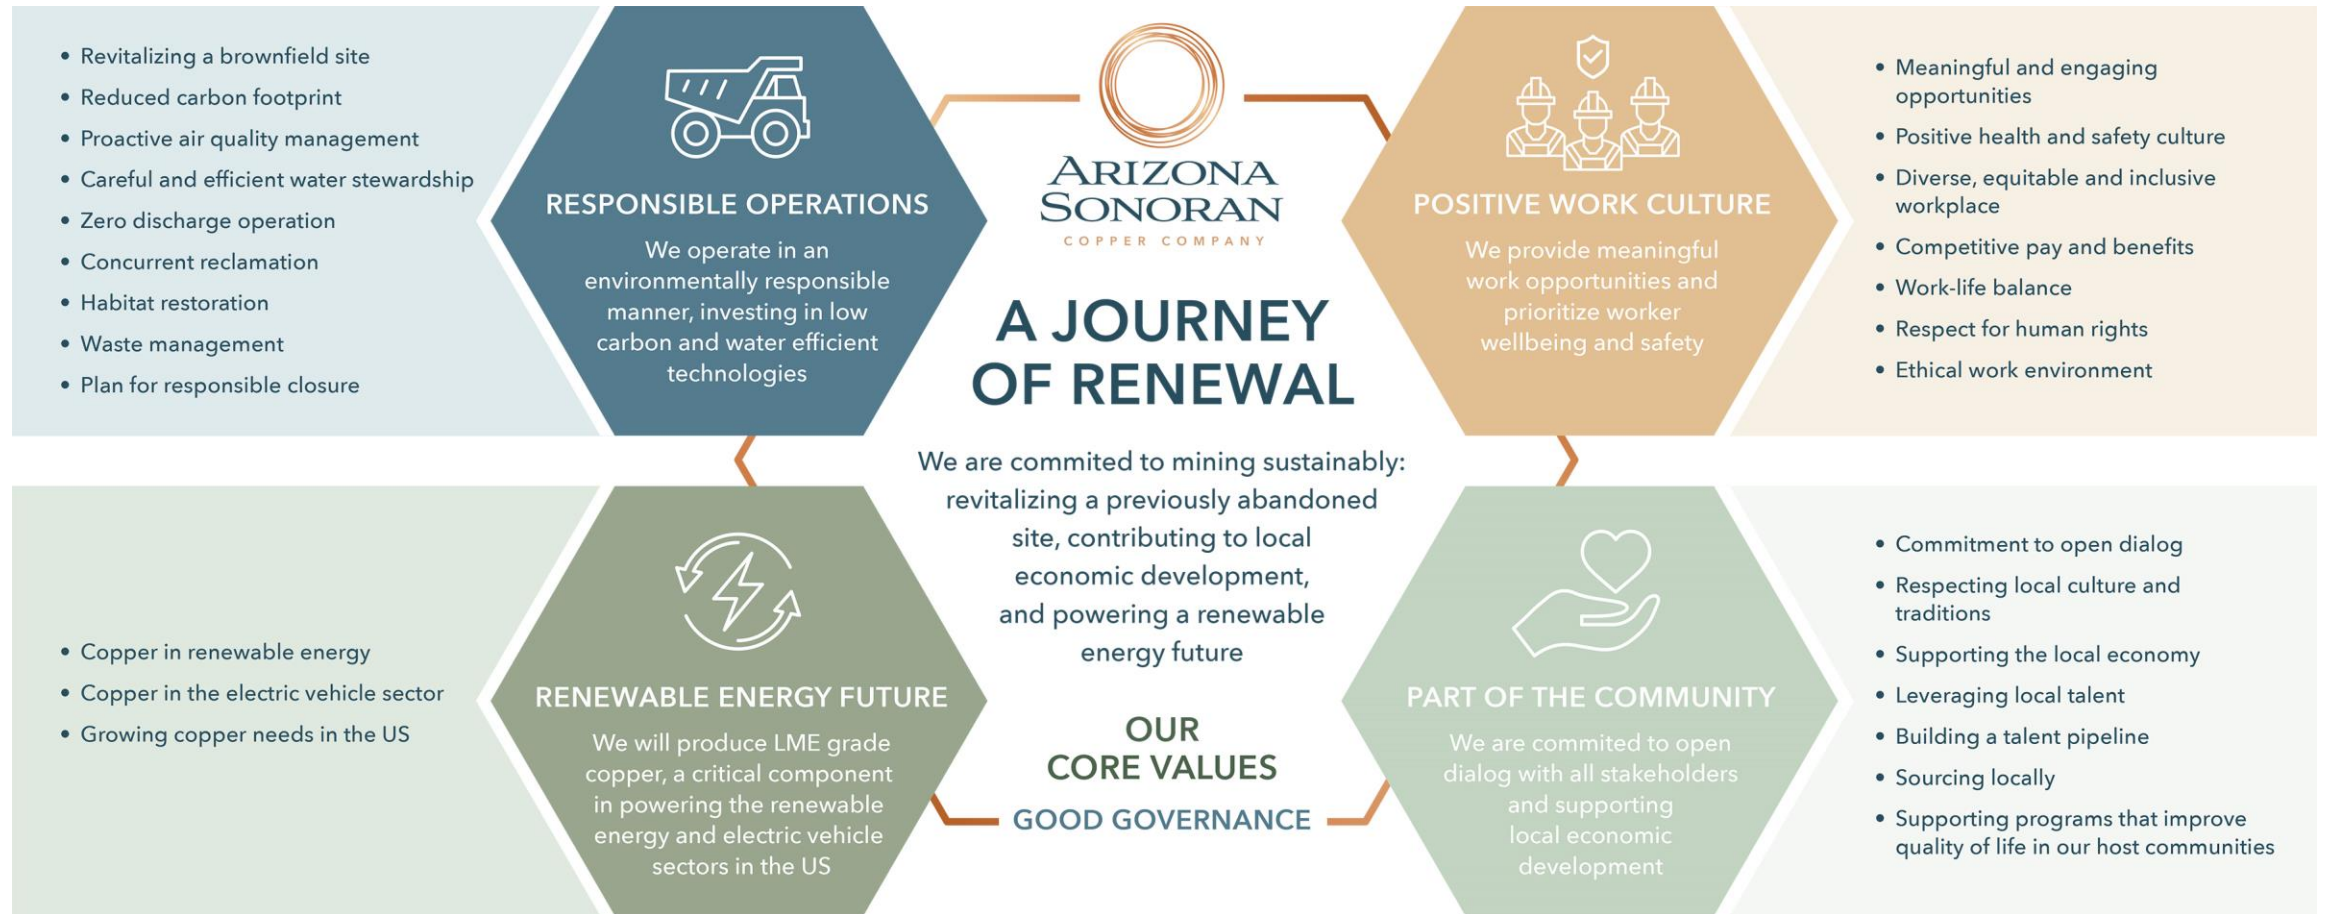 • Revitalizing a brownfield site
• Reduced carbon footprint
• Proactive air quality management
• Careful and efficient water stewardship
• Zero discharge operation
• Concurrent reclamation
• Habitat restoration
• Waste management
• Plan for responsible closure
RESPONSIBLE OPERATIONS
We operate in an
environmentally responsible
manner, investing in low
carbon and water efficient
technologies
ARIZONA
SONORAN
COPPER COMPANY
A JOURNEY
OF RENEWAL
We are commited to mining sustainably:
revitalizing a previously abandoned
site, contributing to local
economic development,
and powering a renewable
energy future
OUR
CORE VALUES
GOOD GOVERNANCE
POSITIVE WORK CULTURE
We provide meaningful
work opportunities and
prioritize worker
wellbeing and safety
• Meaningful and engaging
opportunities
• Positive health and safety culture
• Diverse, equitable and inclusive
workplace
• Competitive pay and benefits
• Work-life balance
• Respect for human rights
• Ethical work environment
• Copper in renewable energy
• Copper in the electric vehicle sector
• Growing copper needs in the US
RENEWABLE ENERGY FUTURE
We will produce LME grade
copper, a critical component
in powering the renewable
energy and electric vehicle
sectors in the US
PART OF THE COMMUNITY
We are commited to open
dialog with all stakeholders
and supporting
local economic
development
• Commitment to open dialog
• Respecting local culture and
traditions
• Supporting the local economy
• Leveraging local talent
• Building a talent pipeline
• Sourcing locally
• Supporting programs that improve
quality of life in our host communities